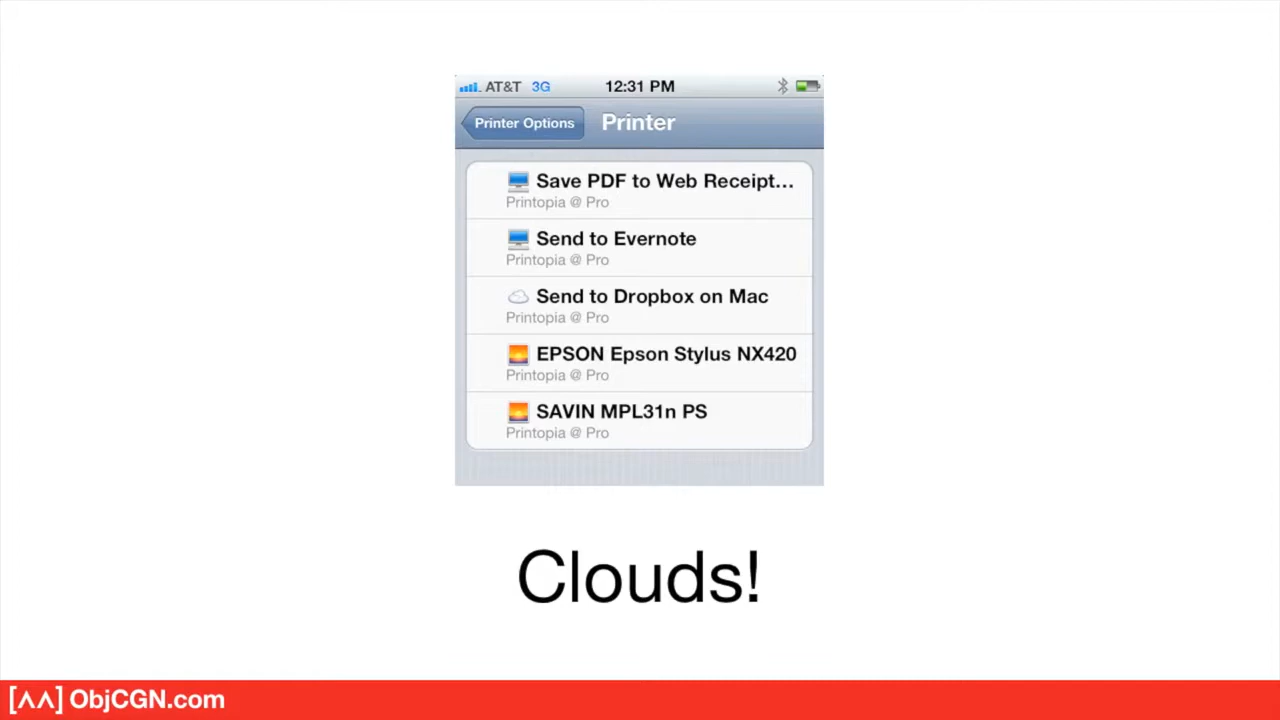 AT&T 3G 12:31 PM
Printer Options Printer
Save PDF to Web Receipt...
Printopia @ Pro
Send to Evernote
Printopia @ Pro
Send to Dropbox on Mac
Printopia @ Pro
EPSON Epson Stylus NX420
Printopia @ Pro
SAVIN MPL31n PS
Printopia @ Pro
Clouds!
[^^] ObjCGN.com